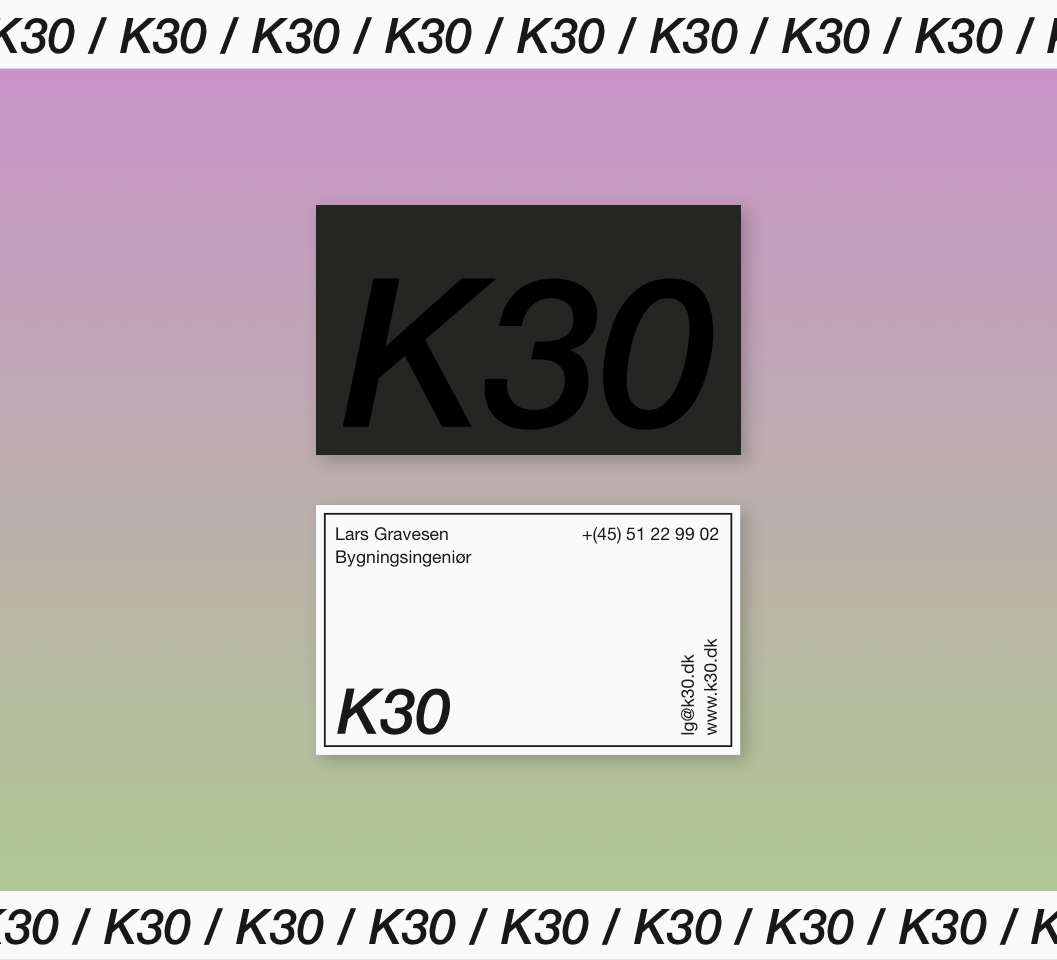 K30 / K30 / K30 / K30 / K30 / K30 / K30 / K30 / K
K30
Lars Gravesen
Bygningsingeniør
+(45) 51 22 99 02
lg@k30.dk
www.k30.dk
K30
K30 / K30 / K30 / K30 / K30 / K30 / K30 / K30 / K